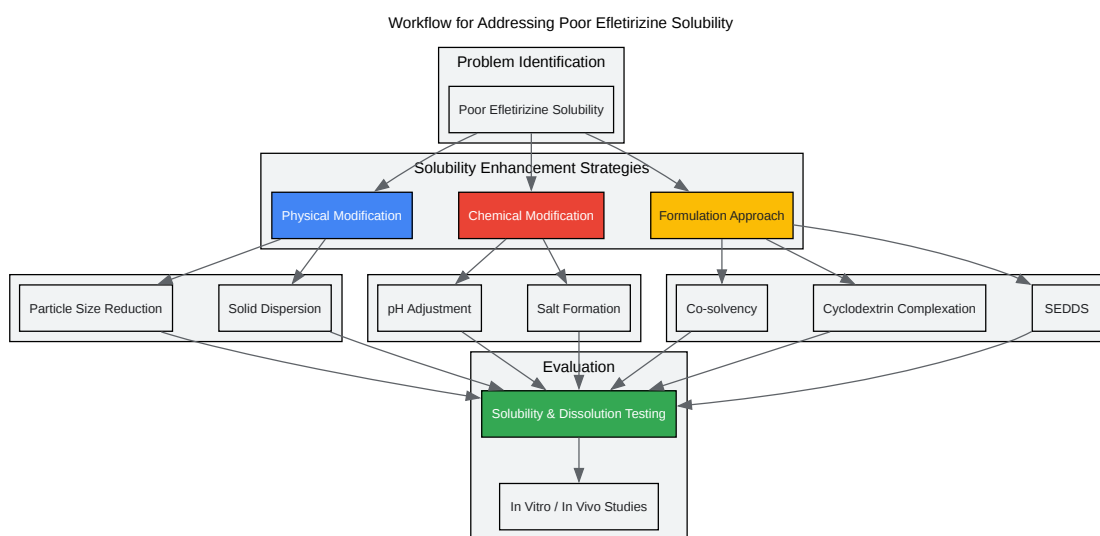 Workflow for Addressing Poor Efletirizine Solubility
Problem Identification
Poor Efletirizine Solubility
Solubility Enhancement Strategies
Physical Modification
Chemical Modification
Formulation Approach
Particle Size Reduction
Solid Dispersion
pH Adjustment
Salt Formation
Co-solvency
Cyclodextrin Complexation
SEDDS
Evaluation
Solubility & Dissolution Testing
In Vitro / In Vivo Studies